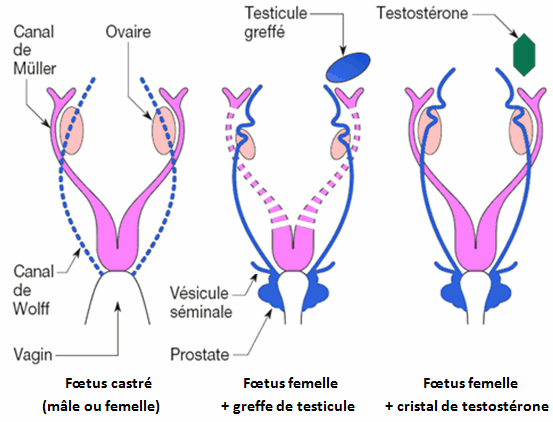 Canal
de
Müller
Ovaire
Testicule
greffé
Testostérone
Canal
de
Wolff
Vagin
Vésicule
séminale
Prostate
Fœtus castré
(mâle ou femelle)
Fœtus femelle
+ greffe de testicule
Fœtus femelle
+ cristal de testostérone